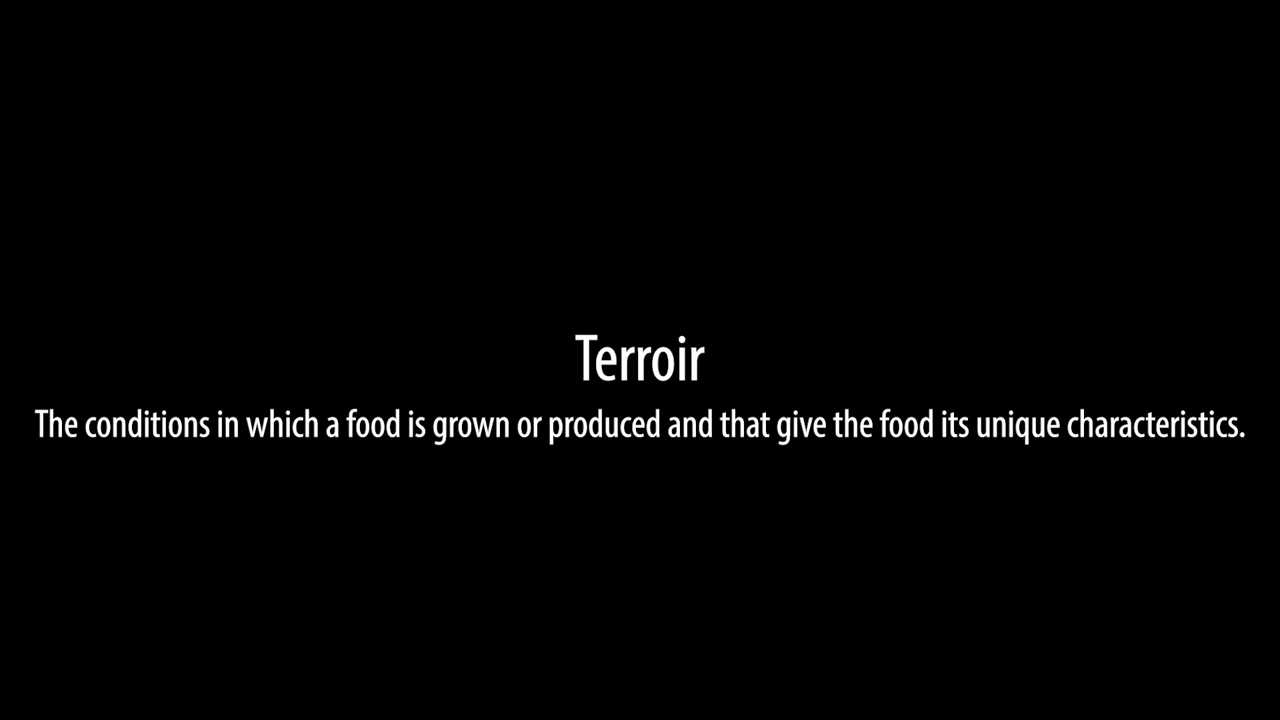 Terroir
The conditions in which a food is grown or produced and that give the food its unique characteristics.